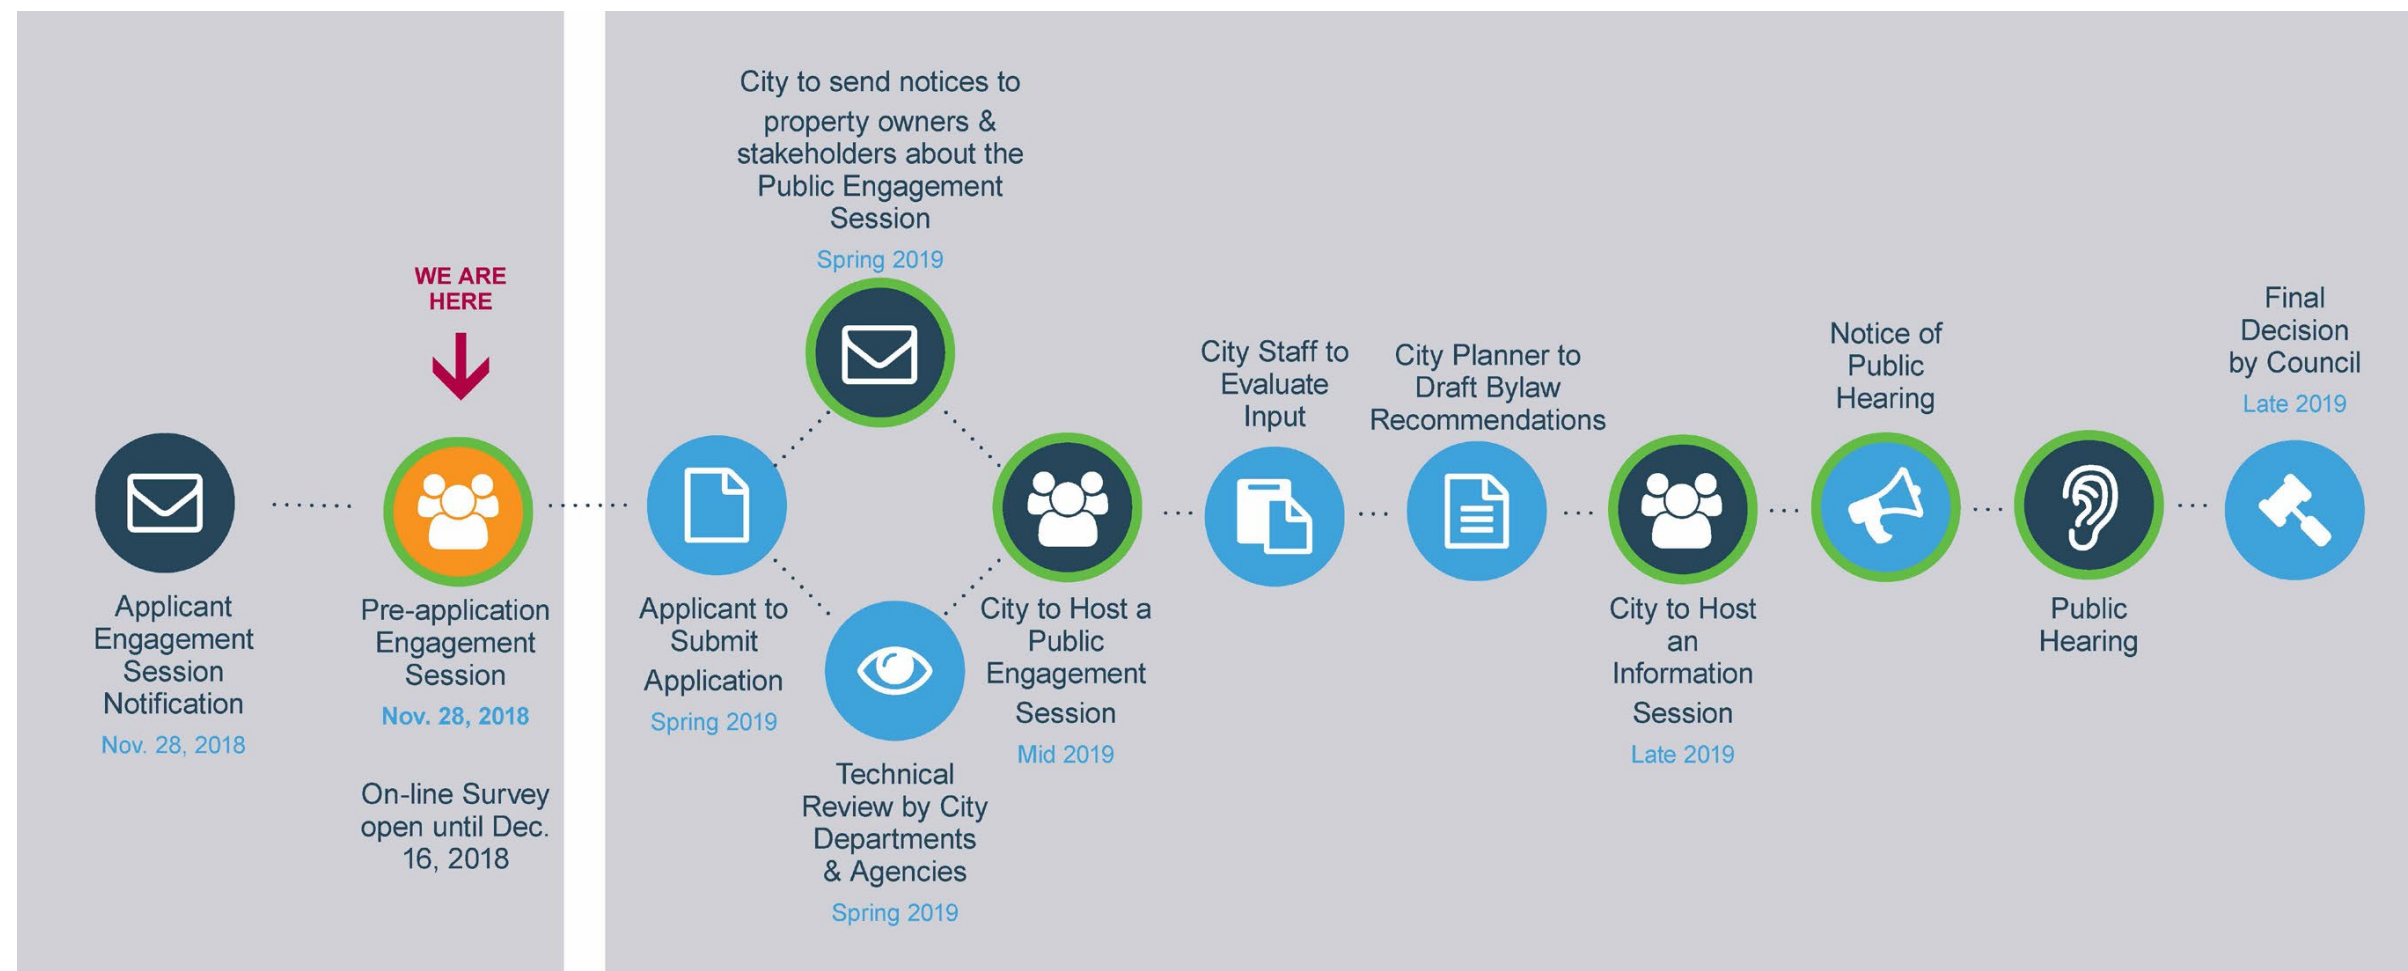 WE ARE
HERE
Applicant
Engagement
Session
Notification
Nov. 28, 2018
Pre-application
Engagement
Session
Nov. 28, 2018
On-line Survey
open until Dec.
16, 2018
Applicant to
Submit
Application
Spring 2019
City to send notices to
property owners &
stakeholders about the
Public Engagement
Session
Spring 2019
Technical
Review by City
Departments
& Agencies
Spring 2019
City to Host a
Public
Engagement
Session
Mid 2019
City Staff to
Evaluate
Input
City Planner to
Draft Bylaw
Recommendations
City to Host
an
Information
Session
Late 2019
Notice of
Public
Hearing
Public
Hearing
Final
Decision
by Council
Late 2019